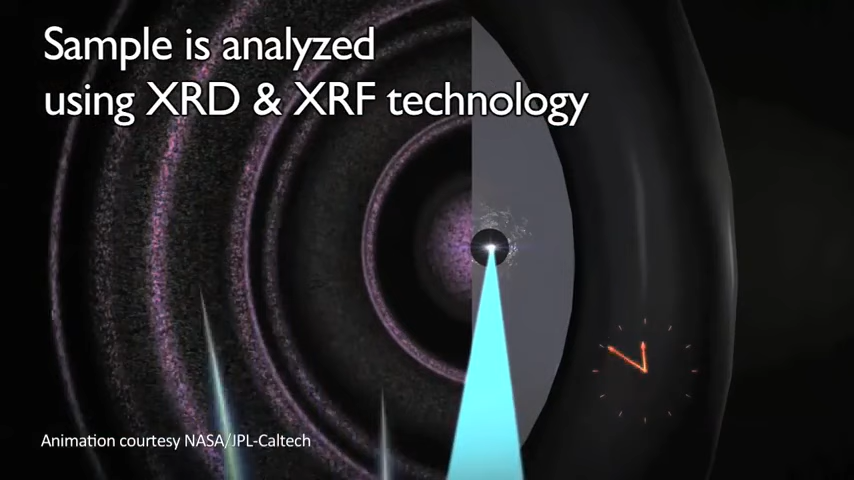 Sample is analyzed
using XRD & XRF technology
Animation courtesy NASA/JPL-Caltech